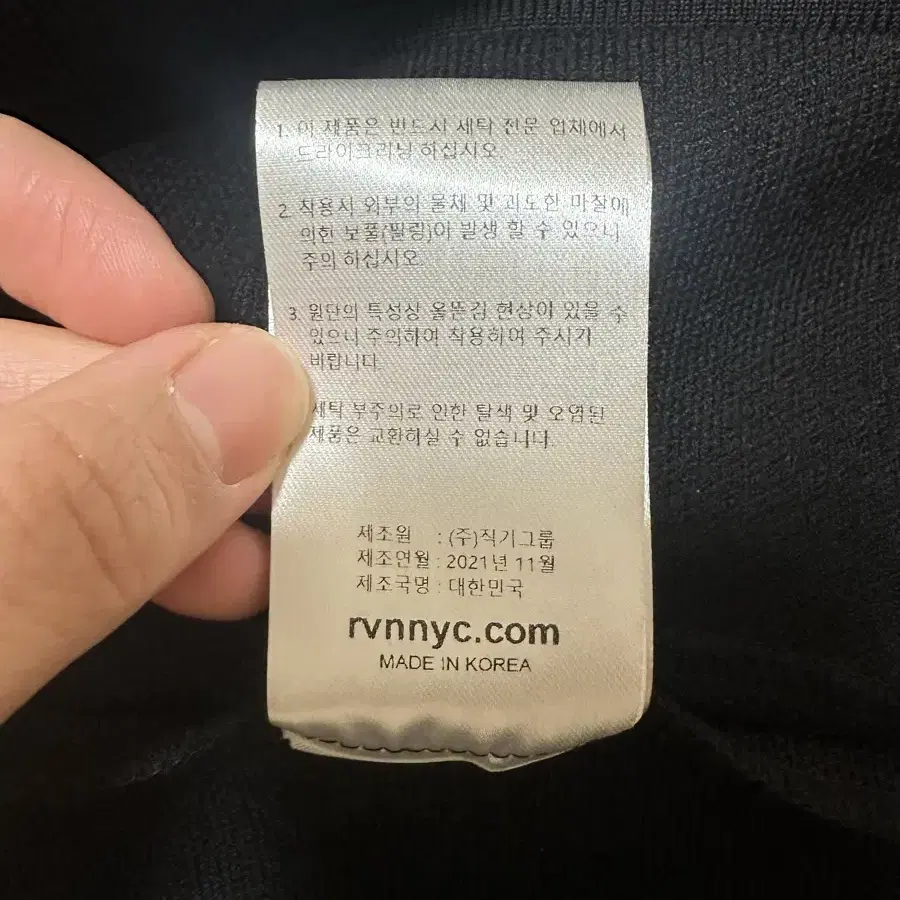 1. 이 제품은 반드시 세탁 전문 업체에서
드라이크리닝 하십시오.
2. 착용시 외부의 물체 및 과도한 마찰에
의한 보풀(필링)이 발생 할 수 있으니
주의 하십시오.
3. 원단의 특성상 올뜯김 현상이 있을 수
있으니 주의하여 착용하여 주시기
바립니다.
세탁 부주의로 인한 탈색 및 오염된
제품은 교환하실 수 없습니다.
제조원 : (주)직기그룹
제조연월 : 2021년 11월
제조국명 : 대한민국
rvnnyc.com
MADE IN KOREA